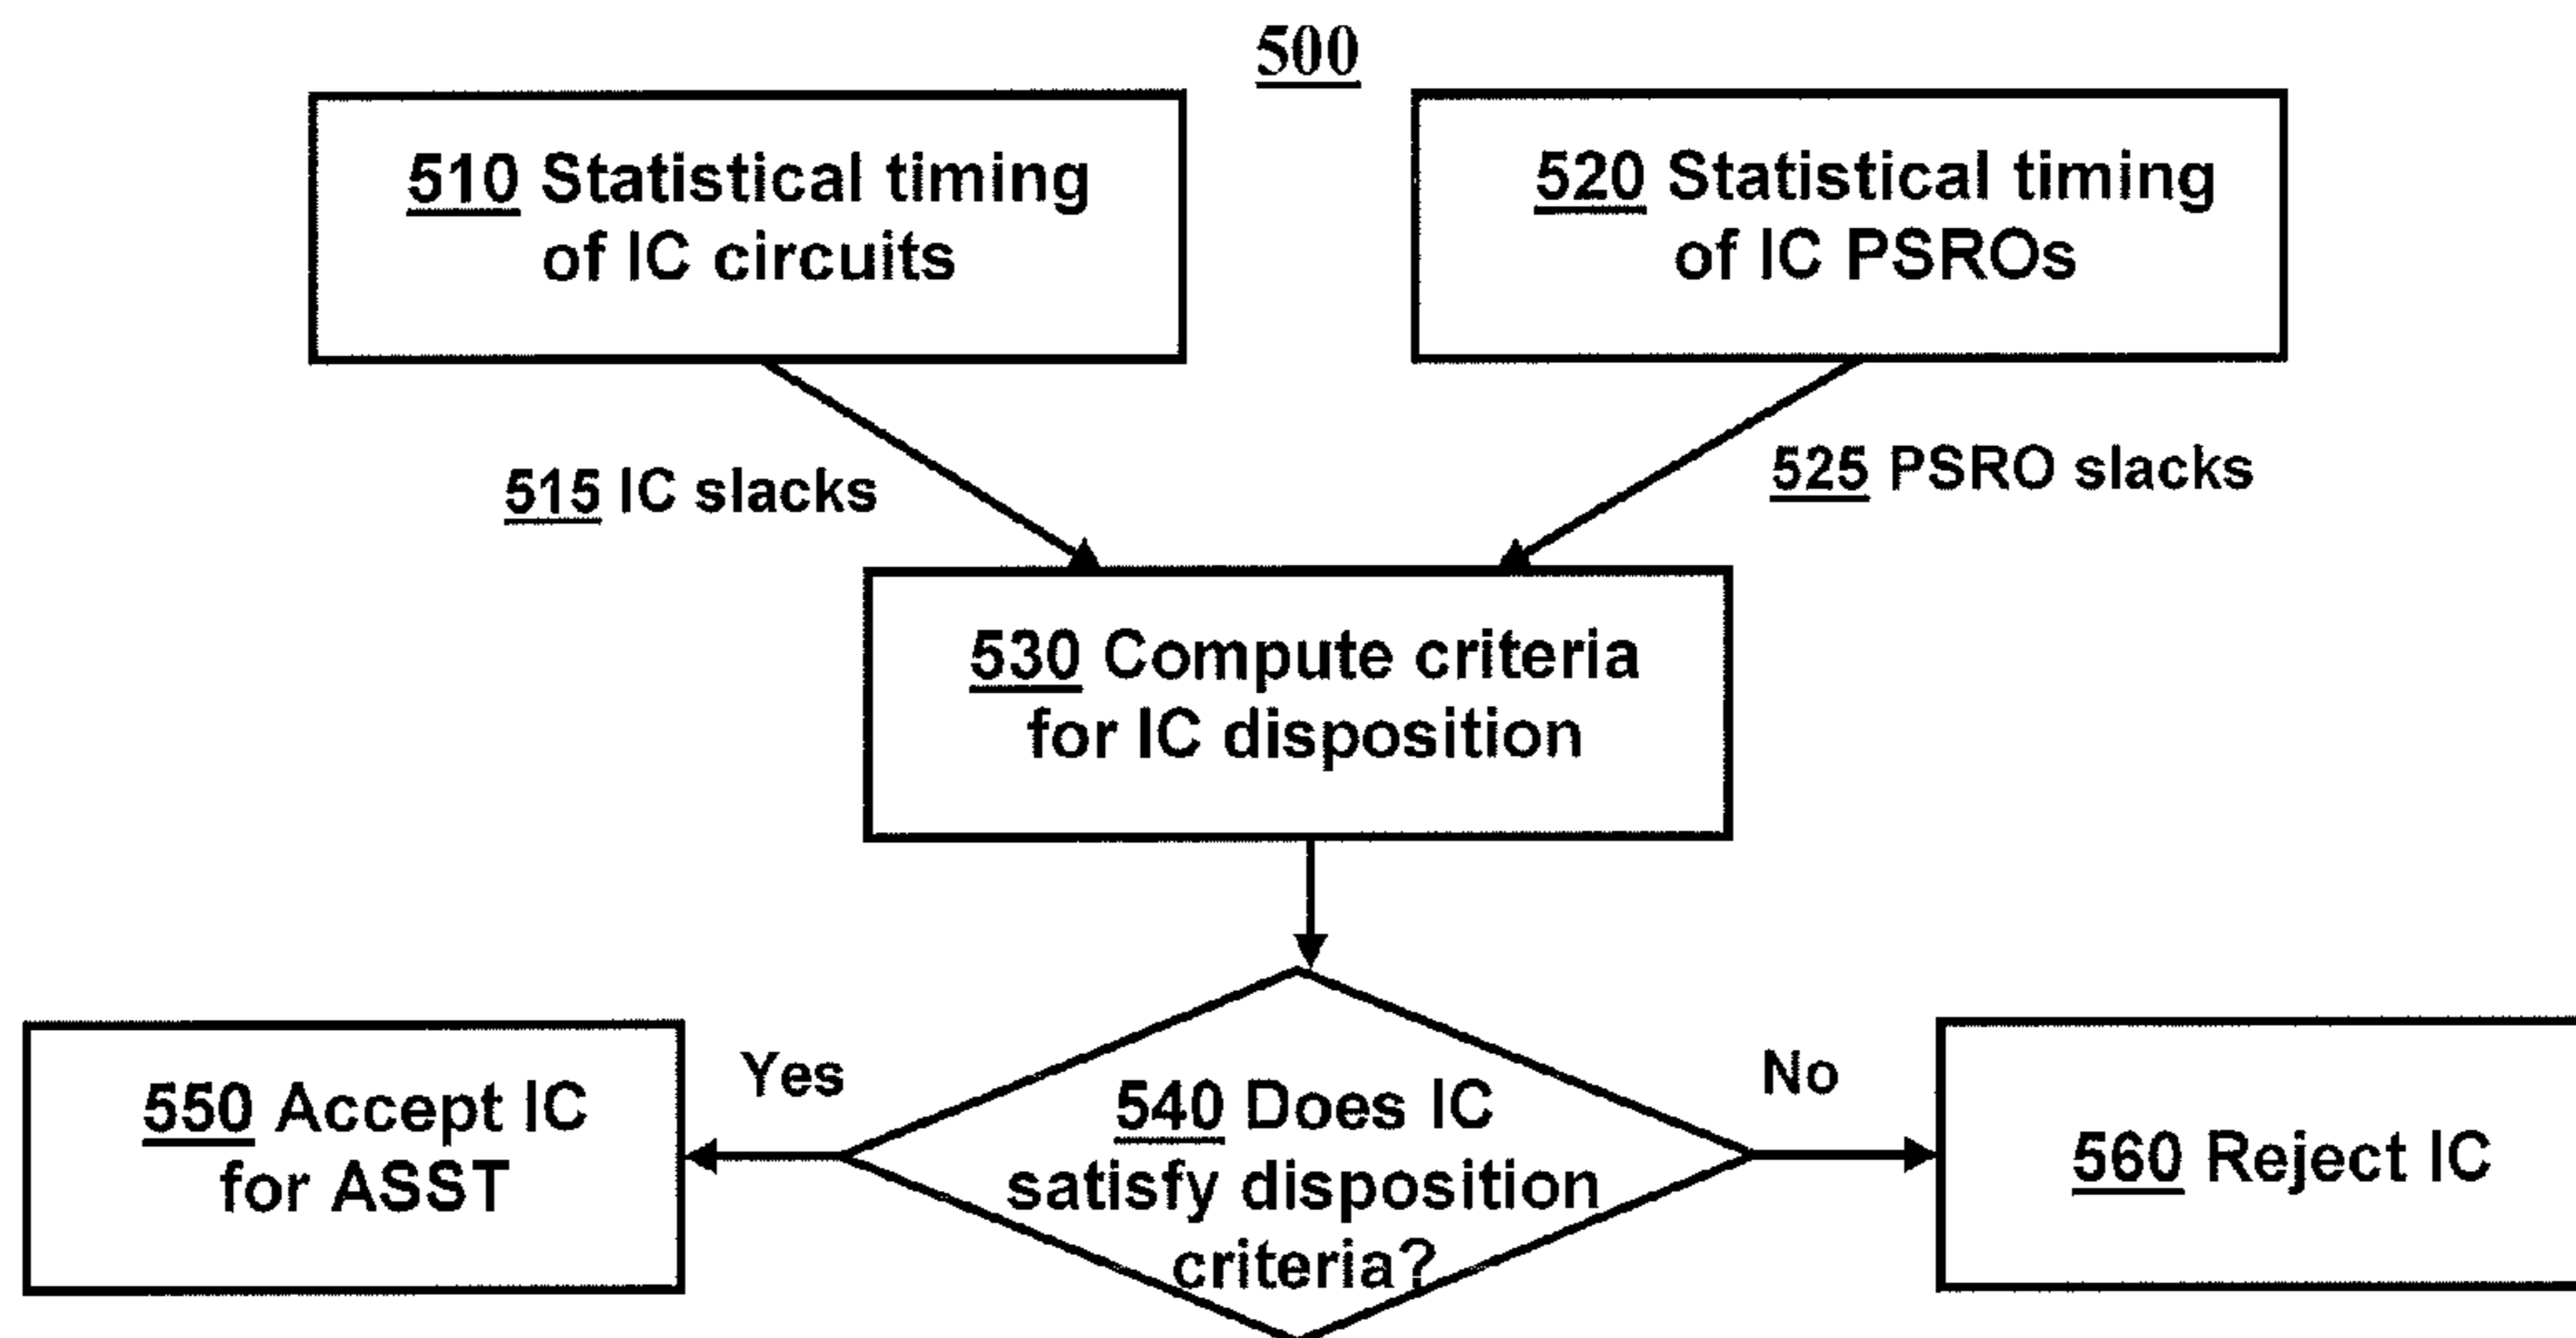 500
510 Statistical timing
of IC circuits
520 Statistical timing
of IC PSROs
515 IC slacks
525 PSRO slacks
530 Compute criteria
for IC disposition
Yes
No
550 Accept IC
for ASST
540 Does IC
satisfy disposition
criteria?
560 Reject IC